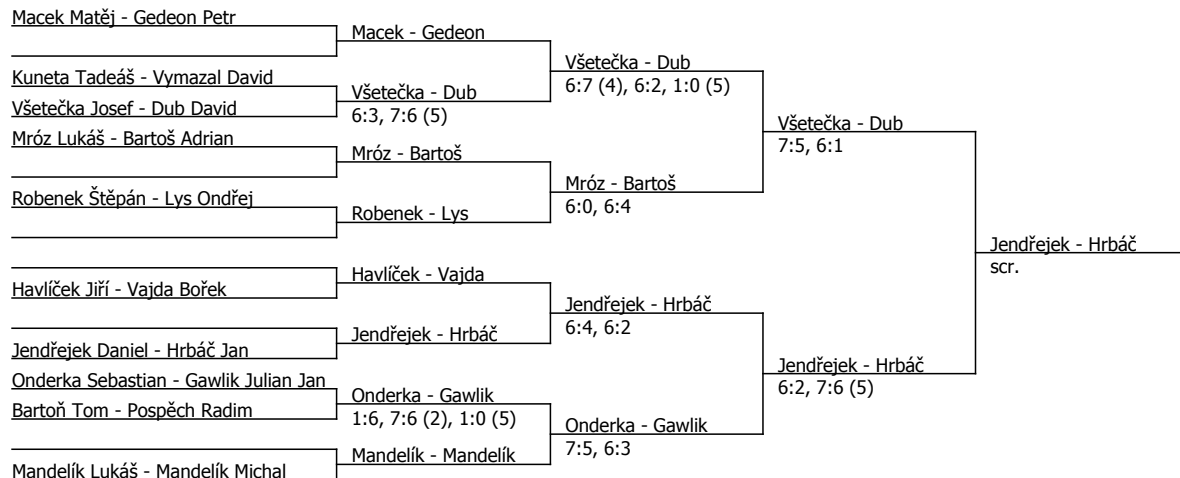 Macek Matěj - Gedeon Petr
Kuneta Tadeáš - Vymazal David
Všetečka Josef - Dub David
Mróz Lukáš - Bartoš Adrian
Robenek Štěpán - Lys Ondřej
Havlíček Jiří - Vajda Bořek
Jendřejek Daniel - Hrbáč Jan
Onderka Sebastian - Gawlik Julian Jan
Bartoň Tom - Pospěch Radim
Mandelík Lukáš - Mandelík Michal
Macek - Gedeon
Všetečka - Dub
6:3, 7:6 (5)
Mróz - Bartoš
Robenek - Lys
Havlíček - Vajda
Jendřejek - Hrbáč
Onderka - Gawlik
1:6, 7:6 (2), 1:0 (5)
Mandelík - Mandelík
Všetečka - Dub
6:7 (4), 6:2, 1:0 (5)
Mróz - Bartoš
6:0, 6:4
Jendřejek - Hrbáč
6:4, 6:2
Onderka - Gawlik
7:5, 6:3
Všetečka - Dub
7:5, 6:1
Jendřejek - Hrbáč
6:2, 7:6 (5)
Jendřejek - Hrbáč
scr.